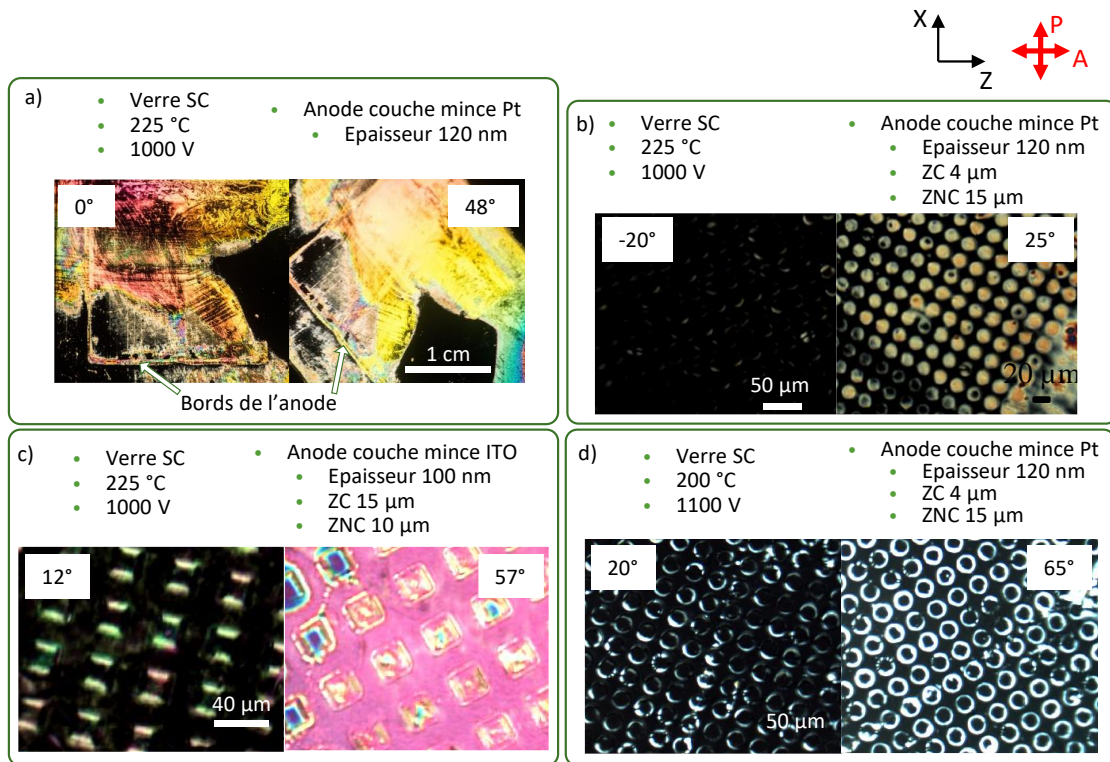 X
Z
P
A
a)
• Verre SC
• 225 °C
• 1000 V
• Anode couche mince Pt
• Epaisseur 120 nm
0°
48°
1 cm
Bords de l'anode
b)
• Verre SC
• 225 °C
• 1000 V
• Anode couche mince Pt
• Epaisseur 120 nm
• ZC 4 µm
• ZNC 15 µm
-20°
25°
50 µm
20 µm
c)
• Verre SC
• 225 °C
• 1000 V
• Anode couche mince ITO
• Epaisseur 100 nm
• ZC 15 µm
• ZNC 10 µm
12°
57°
40 µm
d)
• Verre SC
• 200 °C
• 1100 V
• Anode couche mince Pt
• Epaisseur 120 nm
• ZC 4 µm
• ZNC 15 µm
20°
65°
50 µm